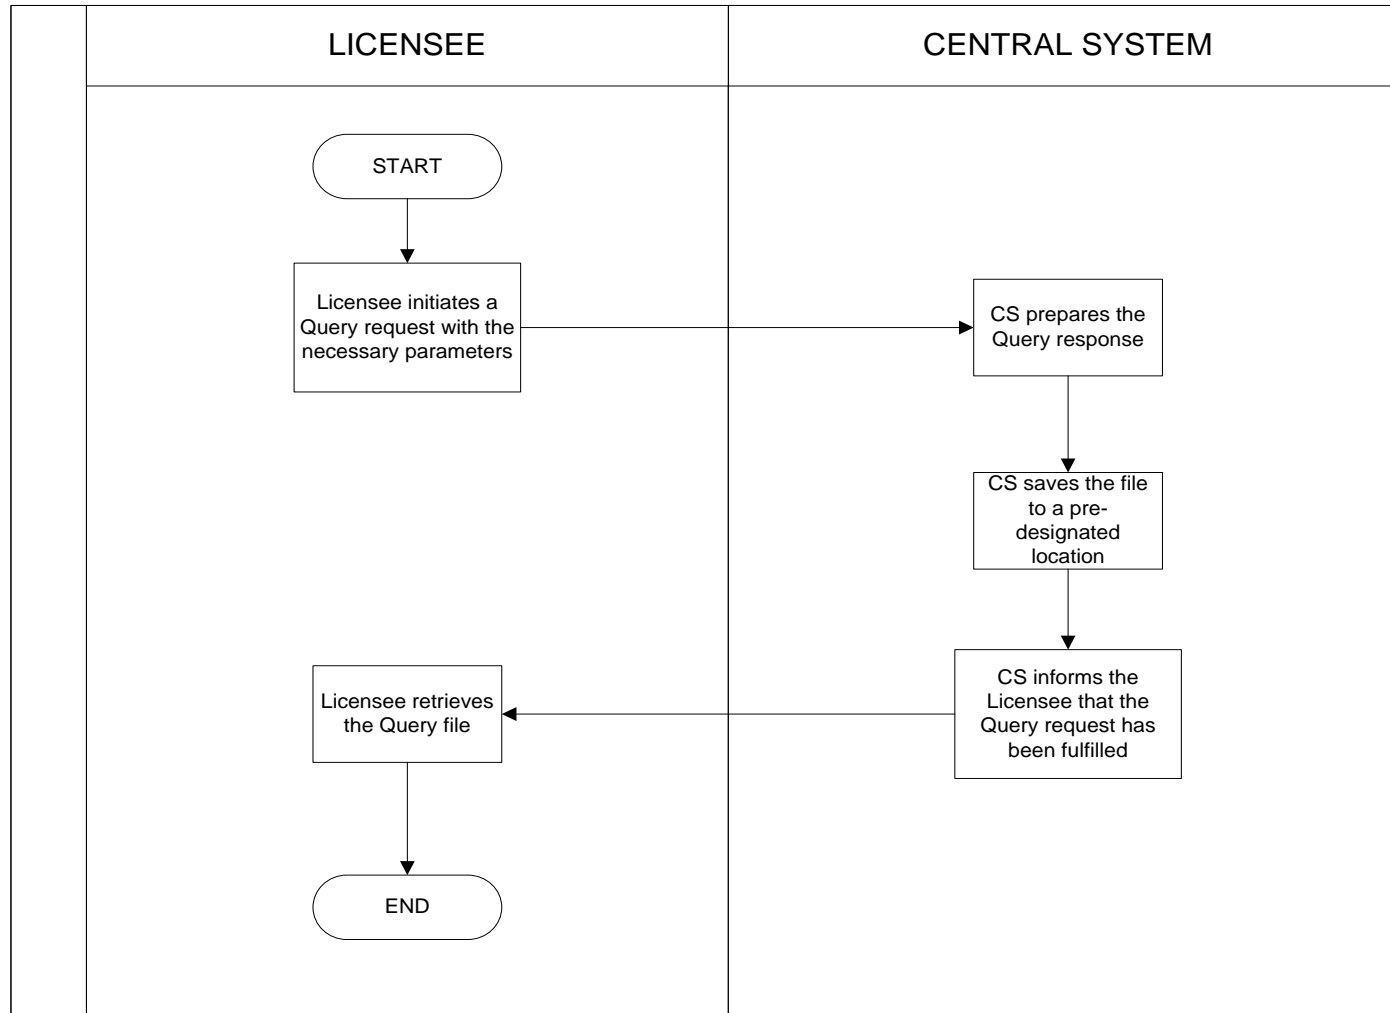 LICENSEE
CENTRAL SYSTEM
START
Licensee initiates a
Query request with the
necessary parameters
CS prepares the
Query response
CS saves the file
to a pre-
designated
location
CS informs the
Licensee that the
Query request has
been fulfilled
Licensee retrieves
the Query file
END